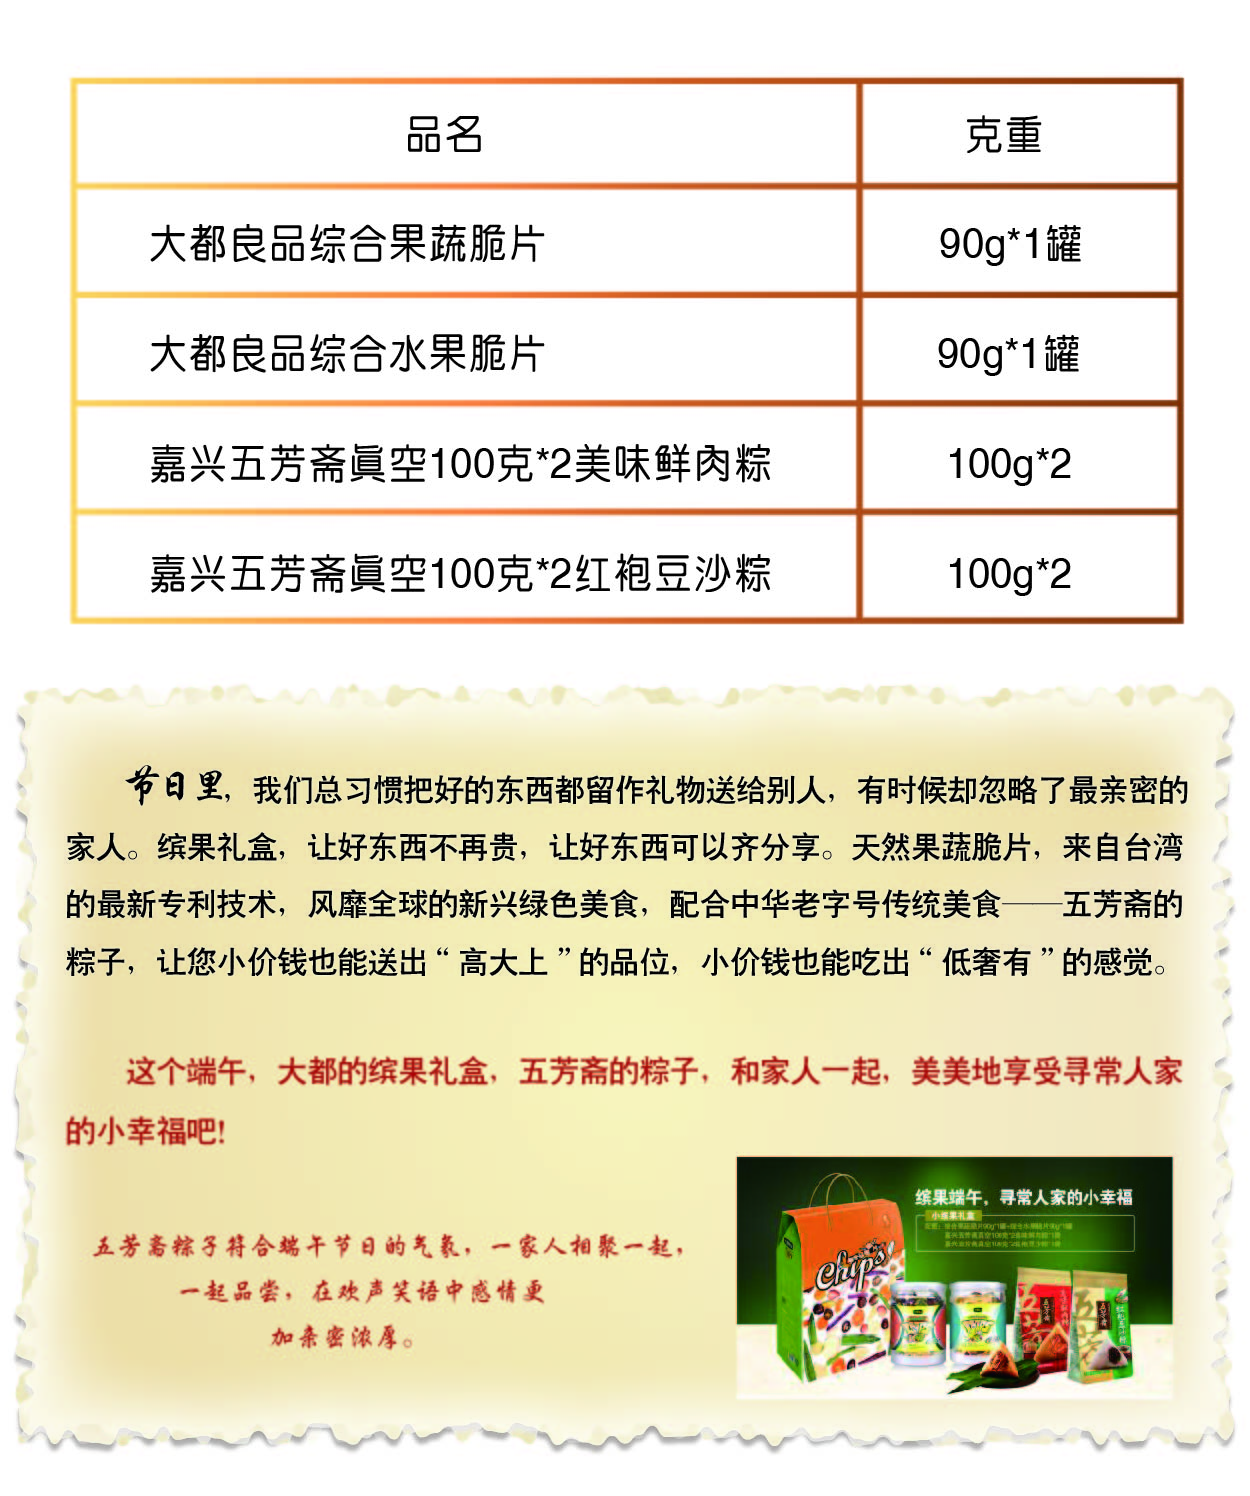 品名 克重
大都良品综合果蔬脆片 90g*1罐
大都良品综合水果脆片 90g*1罐
嘉兴五芳斋真空100克*2美味鲜肉粽 100g*2
嘉兴五芳斋真空100克*2红袍豆沙粽 100g*2
节日里，我们总习惯把好的东西都留作礼物送给别人，有时候却忽略了最亲密的
家人。缤果礼盒，让好东西不再贵，让好东西可以齐分享。天然果蔬脆片，来自台湾
的最新专利技术，风靡全球的新兴绿色美食，配合中华老字号传统美食——五芳斋的
粽子，让您小价钱也能送出“高大上”的品位，小价钱也能吃出“低奢有”的感觉。
这个端午，大都的缤果礼盒，五芳斋的粽子，和家人一起，美美地享受寻常人家
的小幸福吧!
五芳斋粽子符合端午节日的气氛，一家人相聚一起，
一起品尝，在欢声笑语中感情更
加亲密浓厚。
缤果端午，寻常人家的小幸福
Chips!
五芳
五芳